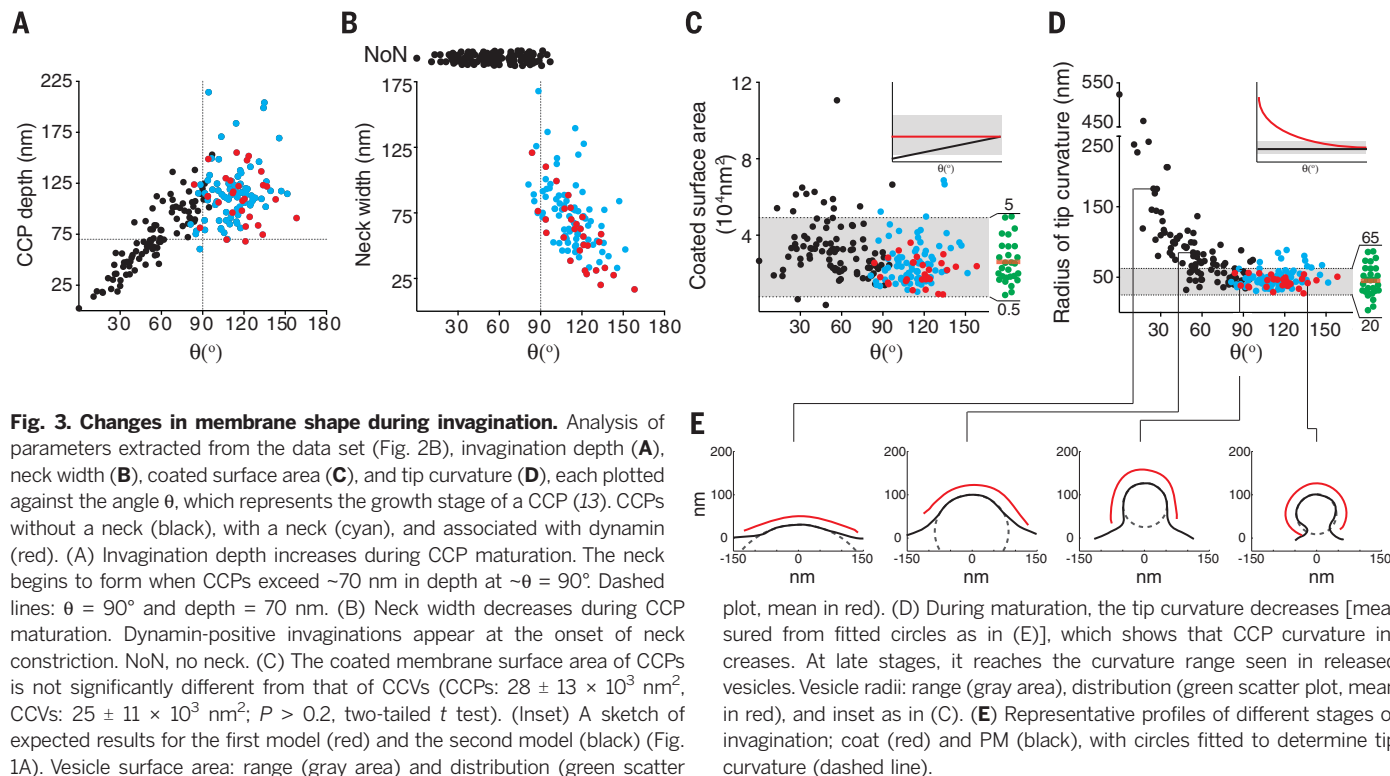 A
B
C
D
225
175
125
75
25
CCP depth (nm)
30 60 90 120 150 180
θ(º)
NoN
175
125
75
25
Neck width (nm)
30 60 90 120 150 180
θ(º)
12
8
4
Coated surface area
(10⁴nm²)
θ(º)
5
0.5
30 60 90 120 150
θ(º)
550
450
250
150
50
Radius of tip curvature (nm)
θ(º)
65
20
30 60 90 120 150
θ(º)
E
200
100
0
nm
-150 0 150
nm
200
100
0
-150 0 150
nm
200
100
0
-150 0 150
nm
200
100
0
-150 0 150
nm
Fig. 3. Changes in membrane shape during invagination. Analysis of
parameters extracted from the data set (Fig. 2B), invagination depth (A),
neck width (B), coated surface area (C), and tip curvature (D), each plotted
against the angle θ, which represents the growth stage of a CCP (13). CCPs
without a neck (black), with a neck (cyan), and associated with dynamin
(red). (A) Invagination depth increases during CCP maturation. The neck
begins to form when CCPs exceed ~70 nm in depth at ~θ = 90°. Dashed
lines: θ = 90° and depth = 70 nm. (B) Neck width decreases during CCP
maturation. Dynamin-positive invaginations appear at the onset of neck
constriction. NoN, no neck. (C) The coated membrane surface area of CCPs
is not significantly different from that of CCVs (CCPs: 28 ± 13 × 10³ nm²,
CCVs: 25 ± 11 × 10³ nm²; P > 0.2, two-tailed t test). (Inset) A sketch of
expected results for the first model (red) and the second model (black) (Fig.
1A). Vesicle surface area: range (gray area) and distribution (green scatter
plot, mean in red). (D) During maturation, the tip curvature decreases [mea
sured from fitted circles as in (E)], which shows that CCP curvature in
creases. At late stages, it reaches the curvature range seen in released
vesicles. Vesicle radii: range (gray area), distribution (green scatter plot, mean
in red), and inset as in (C). (E) Representative profiles of different stages o
invagination; coat (red) and PM (black), with circles fitted to determine tip
curvature (dashed line).